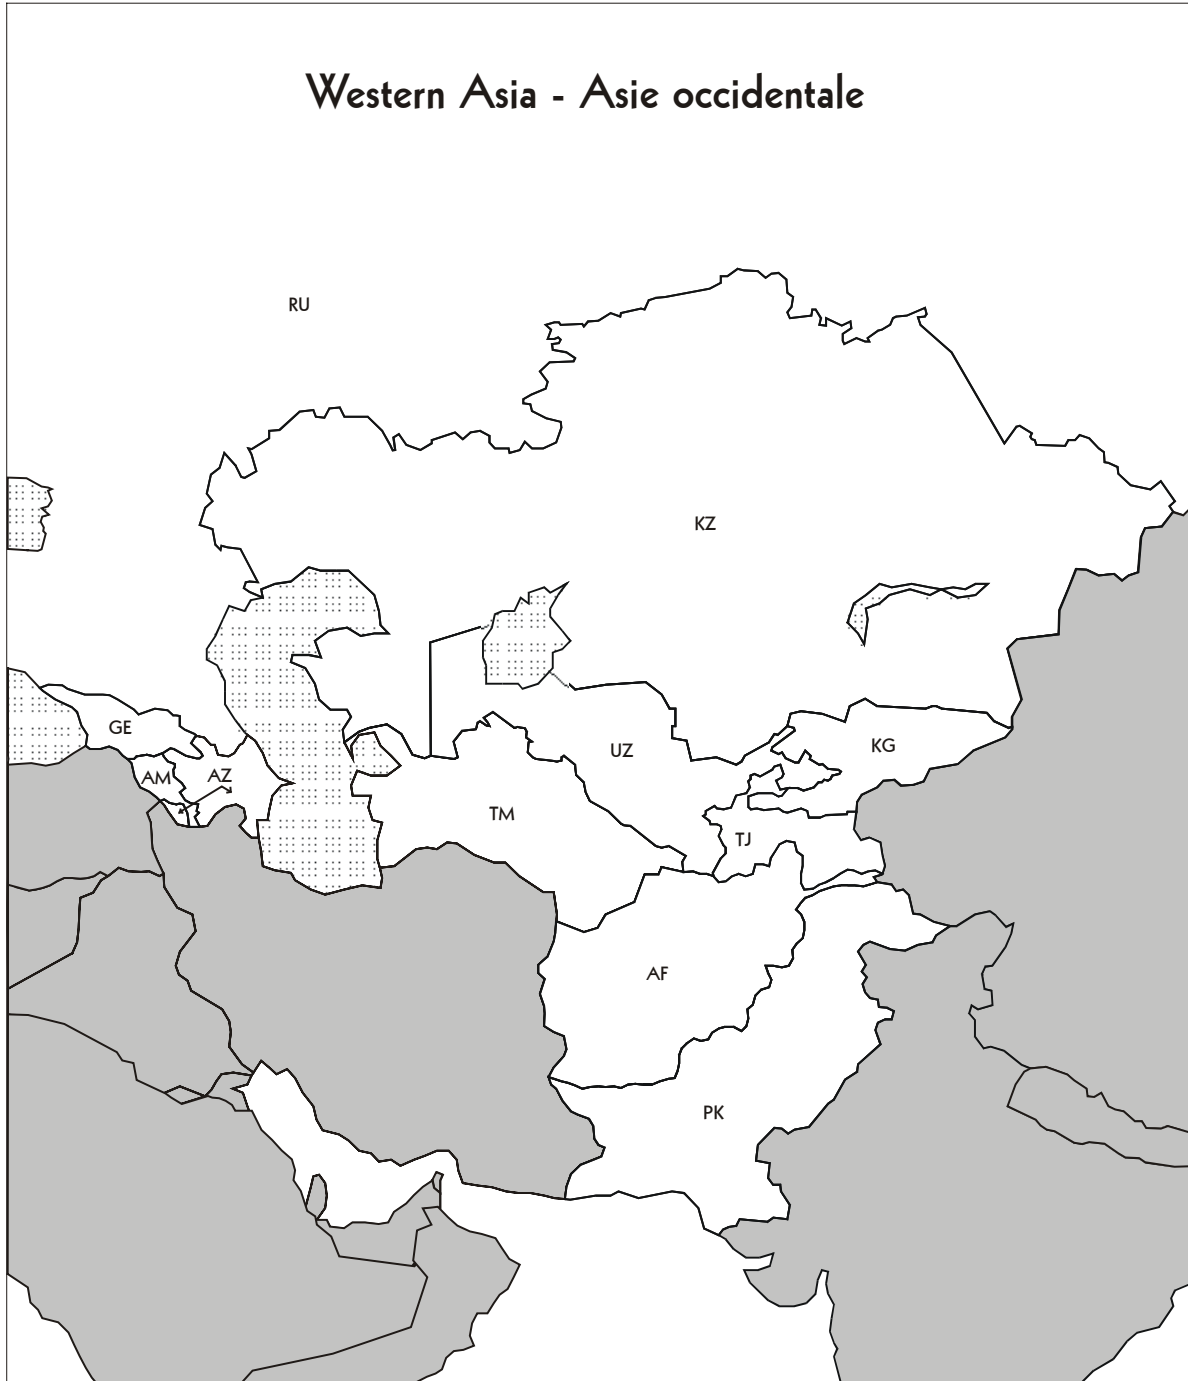 Western Asia - Asie occidentale
RU
KZ
GE
UZ
KG
AM
AZ
TM
TJ
AF
PK